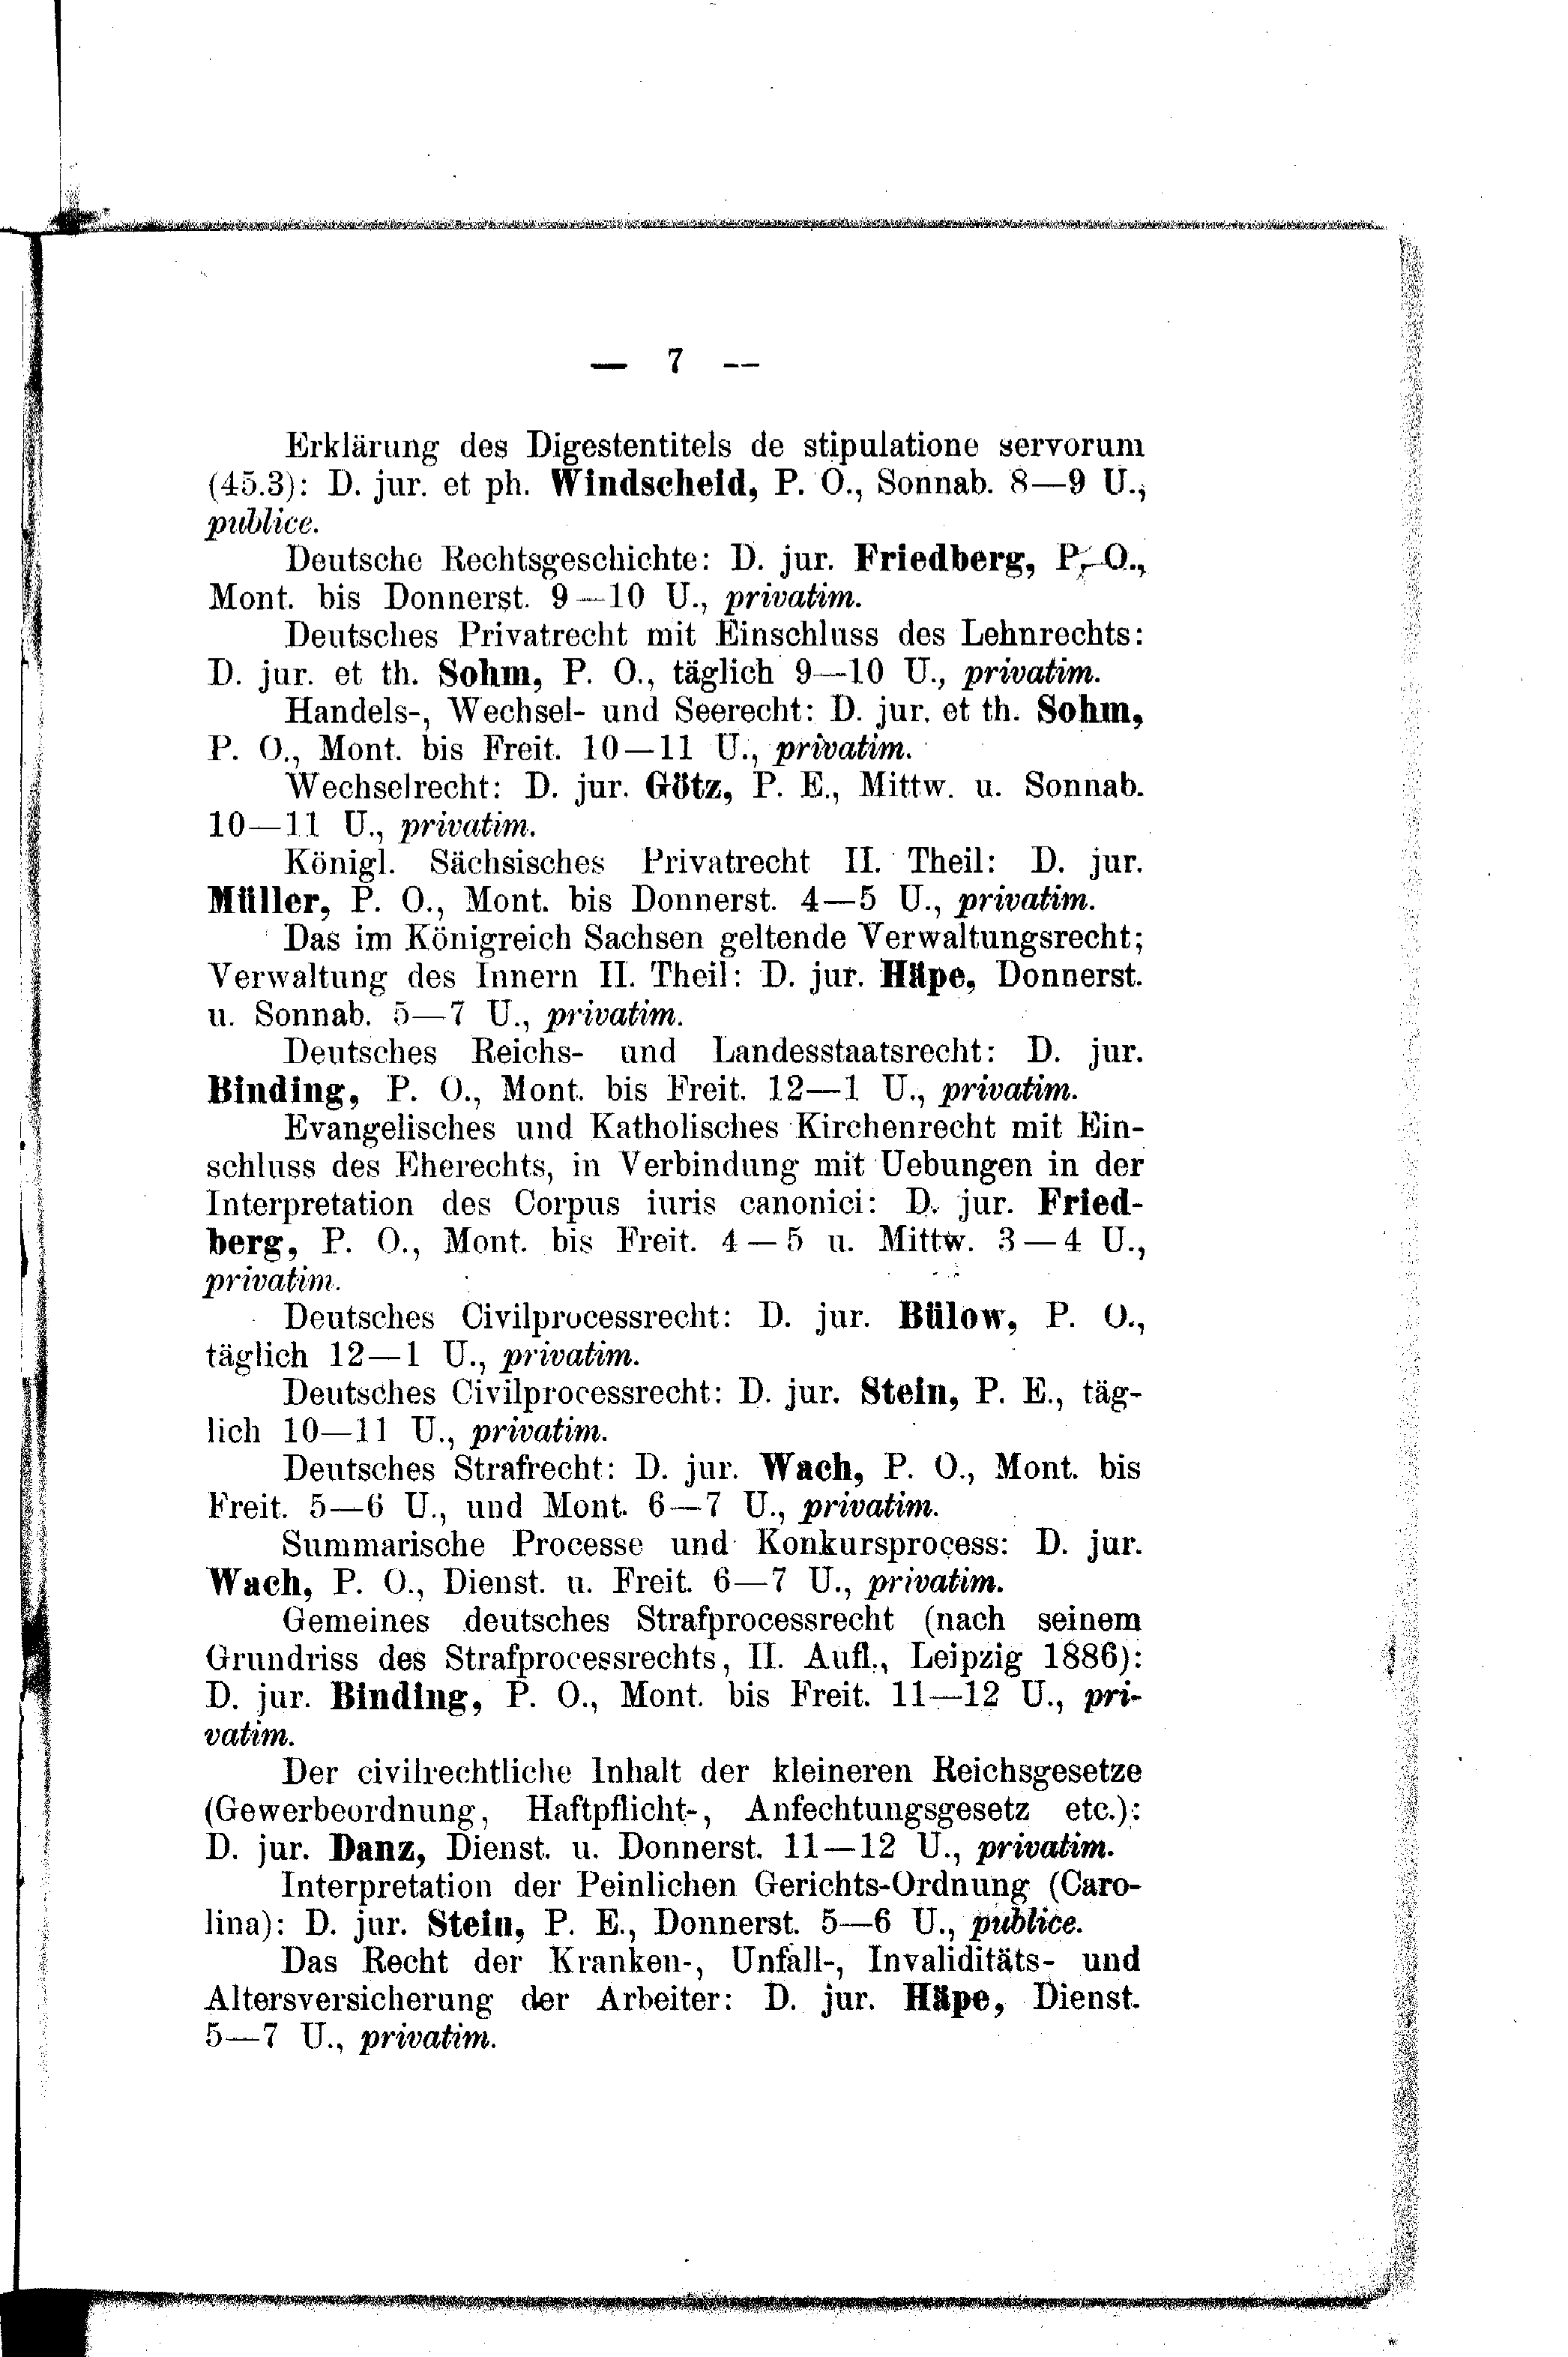 — 7 —
Erklärung des Digestentitels de stipulatione servorum
(45.3): D. jur. et ph. Windscheid, P. O., Sonnab. 8—9 U.,
publice.
Deutsche Rechtsgeschichte: D. jur. Friedberg, P. O.,
Mont. bis Donnerst. 9—10 U., privatim.
Deutsches Privatrecht mit Einschluss des Lehnrechts:
D. jur. et th. Sohm, P. O., täglich 9—10 U., privatim.
Handels-, Wechsel- und Seerecht: D. jur. et th. Sohm,
P. O., Mont. bis Freit. 10—11 U., privatim.
Wechselrecht: D. jur. Götz, P. E., Mittw. u. Sonnab.
10—11 U., privatim.
Königl. Sächsisches Privatrecht II. Theil: D. jur.
Müller, P. O., Mont. bis Donnerst. 4—5 U., privatim.
Das im Königreich Sachsen geltende Verwaltungsrecht;
Verwaltung des Innern II. Theil: D. jur. Häpe, Donnerst.
u. Sonnab. 5—7 U., privatim.
Deutsches Reichs- und Landesstaatsrecht: D. jur.
Binding, P. O., Mont. bis Freit. 12—1 U., privatim.
Evangelisches und Katholisches Kirchenrecht mit Ein-
schluss des Eherechts, in Verbindung mit Uebungen in der
Interpretation des Corpus iuris canonici: D. jur. Fried-
berg, P. O., Mont. bis Freit. 4—5 u. Mittw. 3—4 U.,
privatim.
Deutsches Civilprocessrecht: D. jur. Bülow, P. O.,
täglich 12—1 U., privatim.
Deutsches Civilprocessrecht: D. jur. Stein, P. E., täg-
lich 10—11 U., privatim.
Deutsches Strafrecht: D. jur. Wach, P. O., Mont. bis
Freit. 5—6 U., und Mont. 6—7 U., privatim.
Summarische Processe und Konkursprocess: D. jur.
Wach, P. O., Dienst. u. Freit. 6—7 U., privatim.
Gemeines deutsches Strafprocessrecht (nach seinem
Grundriss des Strafprocessrechts, II. Aufl., Leipzig 1886):
D. jur. Binding, P. O., Mont. bis Freit. 11—12 U., pri-
vatim.
Der civilrechtliche Inhalt der kleineren Reichsgesetze
(Gewerbeordnung, Haftpflicht-, Anfechtungsgesetz etc.):
D. jur. Danz, Dienst. u. Donnerst. 11—12 U., privatim.
Interpretation der Peinlichen Gerichts-Ordnung (Caro-
lina): D. jur. Stein, P. E., Donnerst. 5—6 U., publice.
Das Recht der Kranken-, Unfall-, Invaliditäts- und
Altersversicherung der Arbeiter: D. jur. Häpe, Dienst.
5—7 U., privatim.